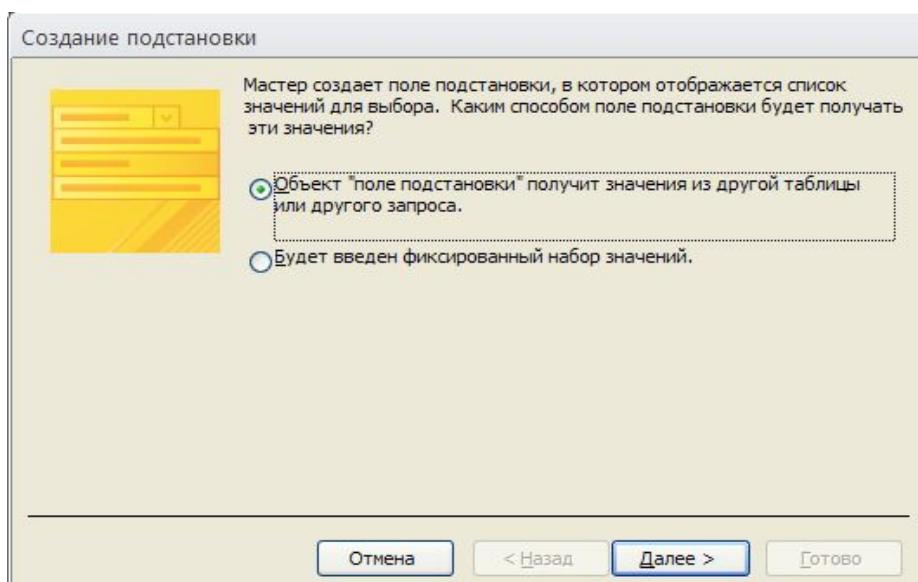 Создание подстановки
Мастер создает поле подстановки, в котором отображается список
значений для выбора. Каким способом поле подстановки будет получать
эти значения?
Объект "поле подстановки" получит значения из другой таблицы
или другого запроса.
Будет введен фиксированный набор значений.
Отмена
< Назад
Далее >
Готово